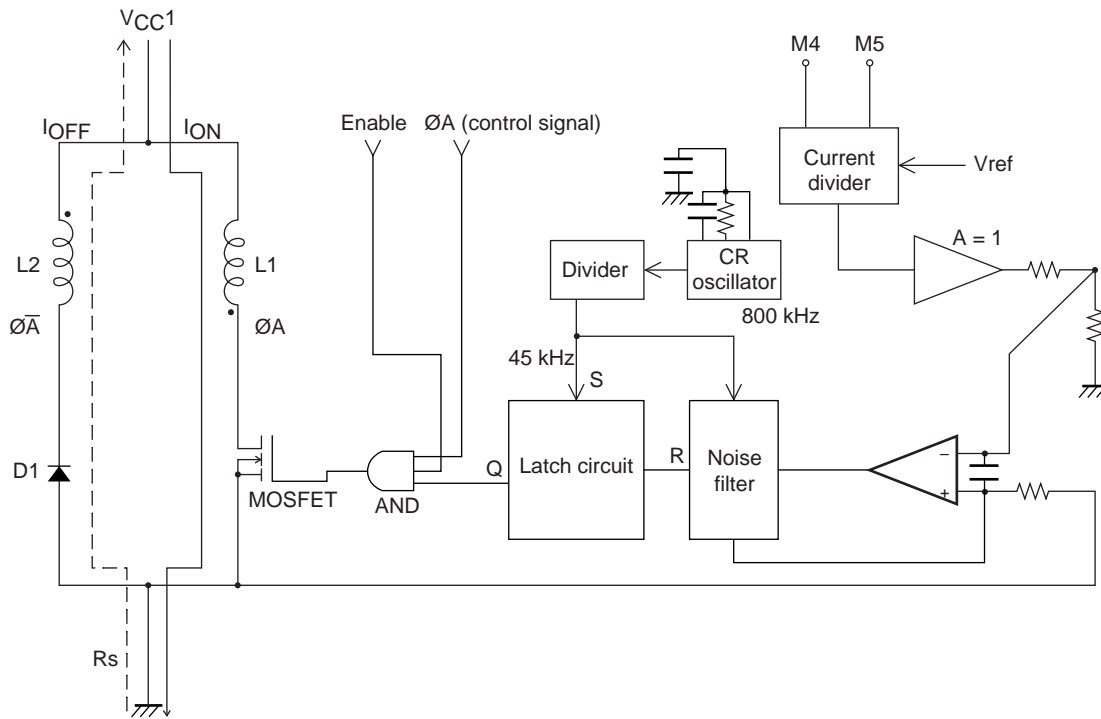 VCC1
M4 M5
IOFF ION
Enable ØA (control signal)
Current
divider
Vref
A = 1
L2 L1
Divider
CR
oscillator
ØA̅ ØA
800 kHz
45 kHz
S
D1
MOSFET
AND
Q
Latch circuit
R
Noise
filter
−
+
Rs